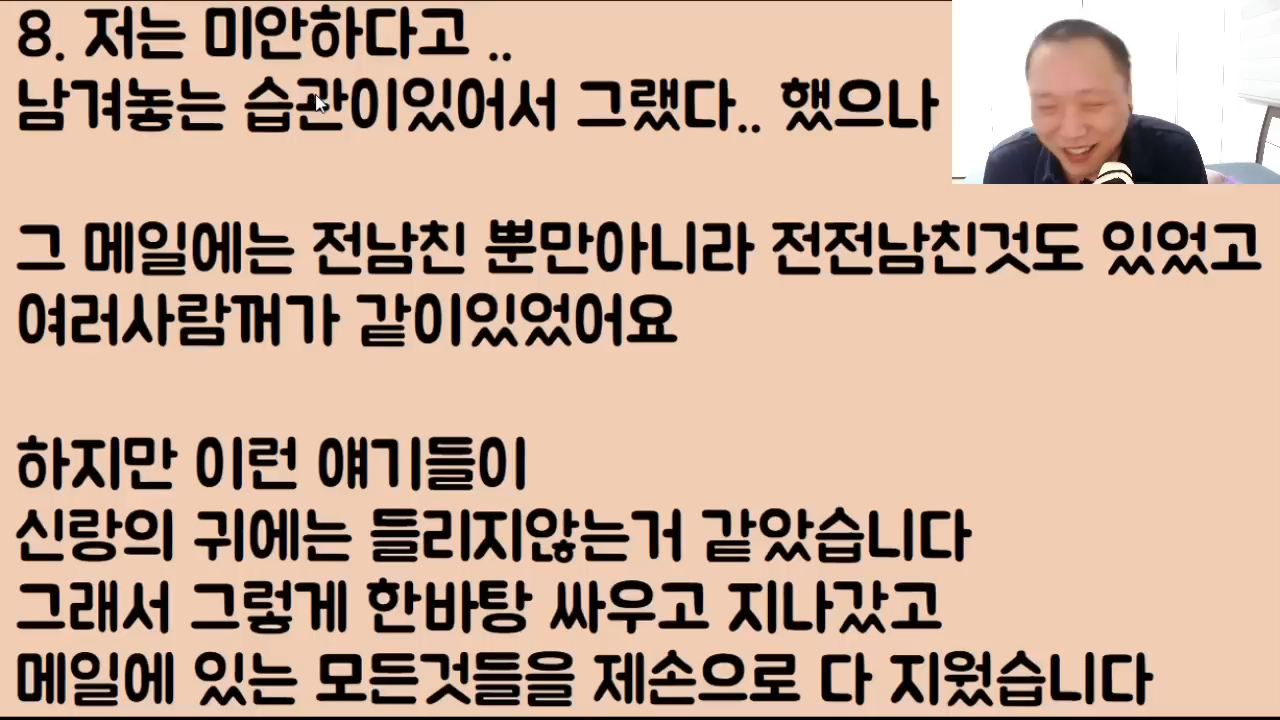 8. 저는 미안하다고 ..
남겨놓는 습관이있어서 그랬다.. 했으나
그 메일에는 전남친 뿐만아니라 전전남친것도 있었고
여러사람꺼가 같이있었어요
하지만 이런 얘기들이
신랑의 귀에는 들리지않는거 같았습니다
그래서 그렇게 한바탕 싸우고 지나갔고
메일에 있는 모든것들을 제손으로 다 지웠습니다